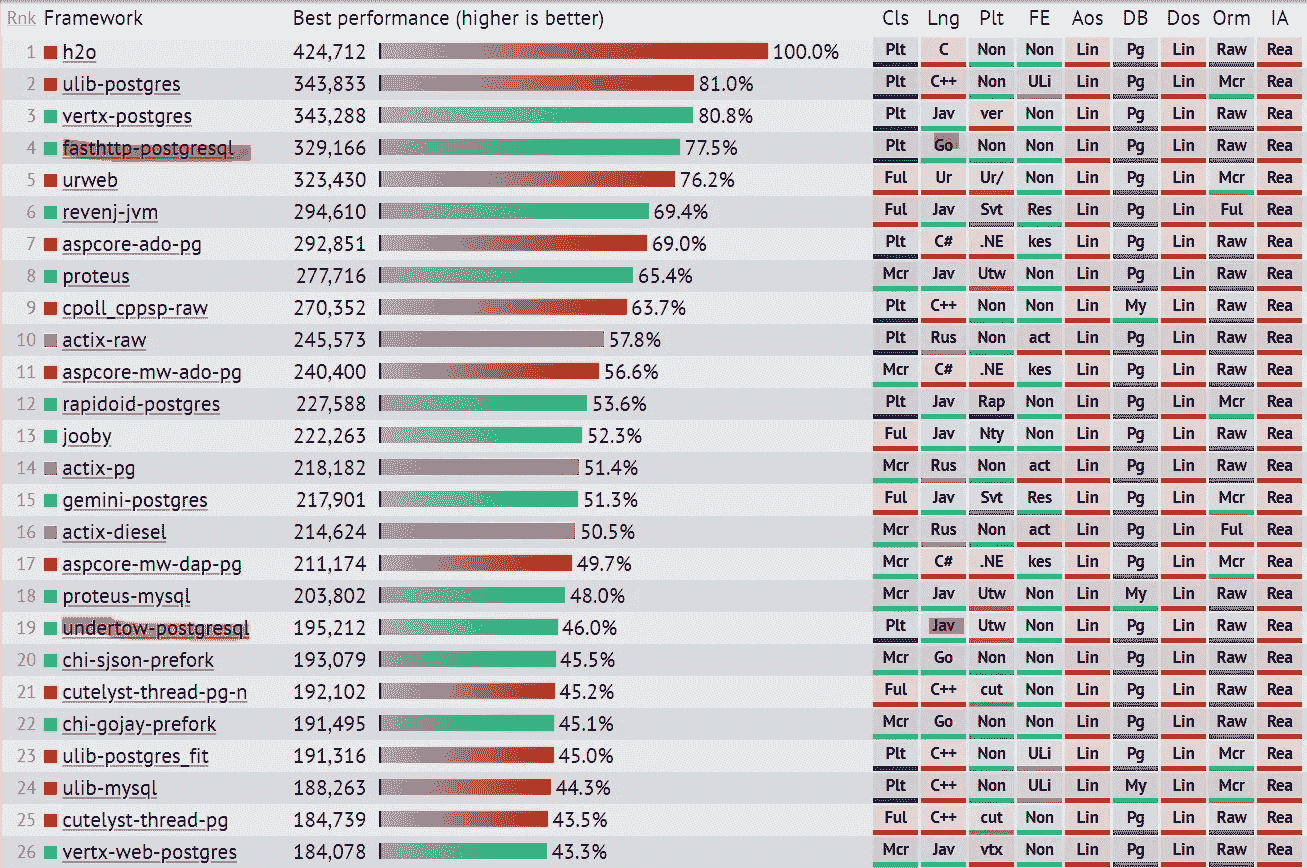 Rnk Framework Best performance (higher is better) Cls Lng Plt FE Aos DB Dos Orm IA
1 h2o 424,712 100.0% Plt C Non Non Lin Pg Lin Raw Rea
2 ulib-postgres 343,833 81.0% Plt C++ Non ULi Lin Pg Lin Mcr Rea
3 vertx-postgres 343,288 80.8% Plt Jav ver Non Lin Pg Lin Raw Rea
4 fasthttp-postgresql 329,166 77.5% Plt Go Non Non Lin Pg Lin Raw Rea
5 urweb 323,430 76.2% Ful Ur Ur/ Non Lin Pg Lin Mcr Rea
6 revenj-jvm 294,610 69.4% Ful Jav Svt Res Lin Pg Lin Ful Rea
7 aspcore-ado-pg 292,851 69.0% Plt C# .NE kes Lin Pg Lin Raw Rea
8 proteus 277,716 65.4% Mcr Jav Utw Non Lin Pg Lin Raw Rea
9 cpoll_cppsp-raw 270,352 63.7% Plt C++ Non Non Lin My Lin Raw Rea
10 actix-raw 245,573 57.8% Plt Rus Non act Lin Pg Lin Raw Rea
11 aspcore-mw-ado-pg 240,400 56.6% Mcr C# .NE kes Lin Pg Lin Raw Rea
12 rapidoid-postgres 227,588 53.6% Plt Jav Rap Non Lin Pg Lin Mcr Rea
13 jooby 222,263 52.3% Ful Jav Nty Non Lin Pg Lin Raw Rea
14 actix-pg 218,182 51.4% Mcr Rus Non act Lin Pg Lin Raw Rea
15 gemini-postgres 217,901 51.3% Ful Jav Svt Res Lin Pg Lin Mcr Rea
16 actix-diesel 214,624 50.5% Mcr Rus Non act Lin Pg Lin Ful Rea
17 aspcore-mw-dap-pg 211,174 49.7% Mcr C# .NE kes Lin Pg Lin Mcr Rea
18 proteus-mysql 203,802 48.0% Mcr Jav Utw Non Lin My Lin Raw Rea
19 undertow-postgresql 195,212 46.0% Plt Jav Utw Non Lin Pg Lin Raw Rea
20 chi-sjson-prefork 193,079 45.5% Mcr Go Non Non Lin Pg Lin Raw Rea
21 cutelyst-thread-pg-n 192,102 45.2% Ful C++ cut Non Lin Pg Lin Raw Rea
22 chi-gojay-prefork 191,495 45.1% Mcr Go Non Non Lin Pg Lin Raw Rea
23 ulib-postgres_fit 191,316 45.0% Plt C++ Non ULi Lin Pg Lin Mcr Rea
24 ulib-mysql 188,263 44.3% Plt C++ Non ULi Lin My Lin Mcr Rea
25 cutelyst-thread-pg 184,739 43.5% Ful C++ cut Non Lin Pg Lin Raw Rea
26 vertx-web-postgres 184,078 43.3% Mcr Jav vtx Non Lin Pg Lin Raw Rea